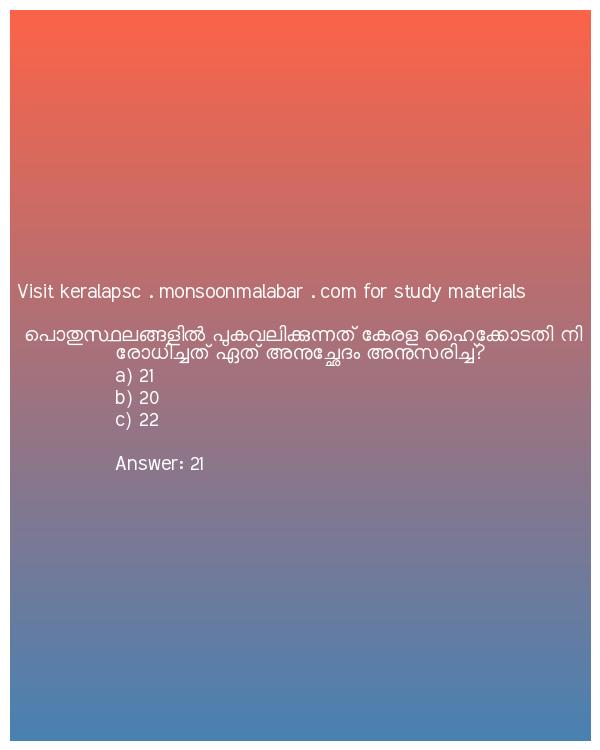 Visit keralapsc . monsoonmalabar . com for study materials
പൊതുസ്ഥലങ്ങളിൽ പുകവലിക്കുന്നത് കേരള ഹൈക്കോടതി നി
രോധിച്ചത് ഏത് അനുച്ഛേദം അനുസരിച്ച്?
a) 21
b) 20
c) 22
Answer: 21